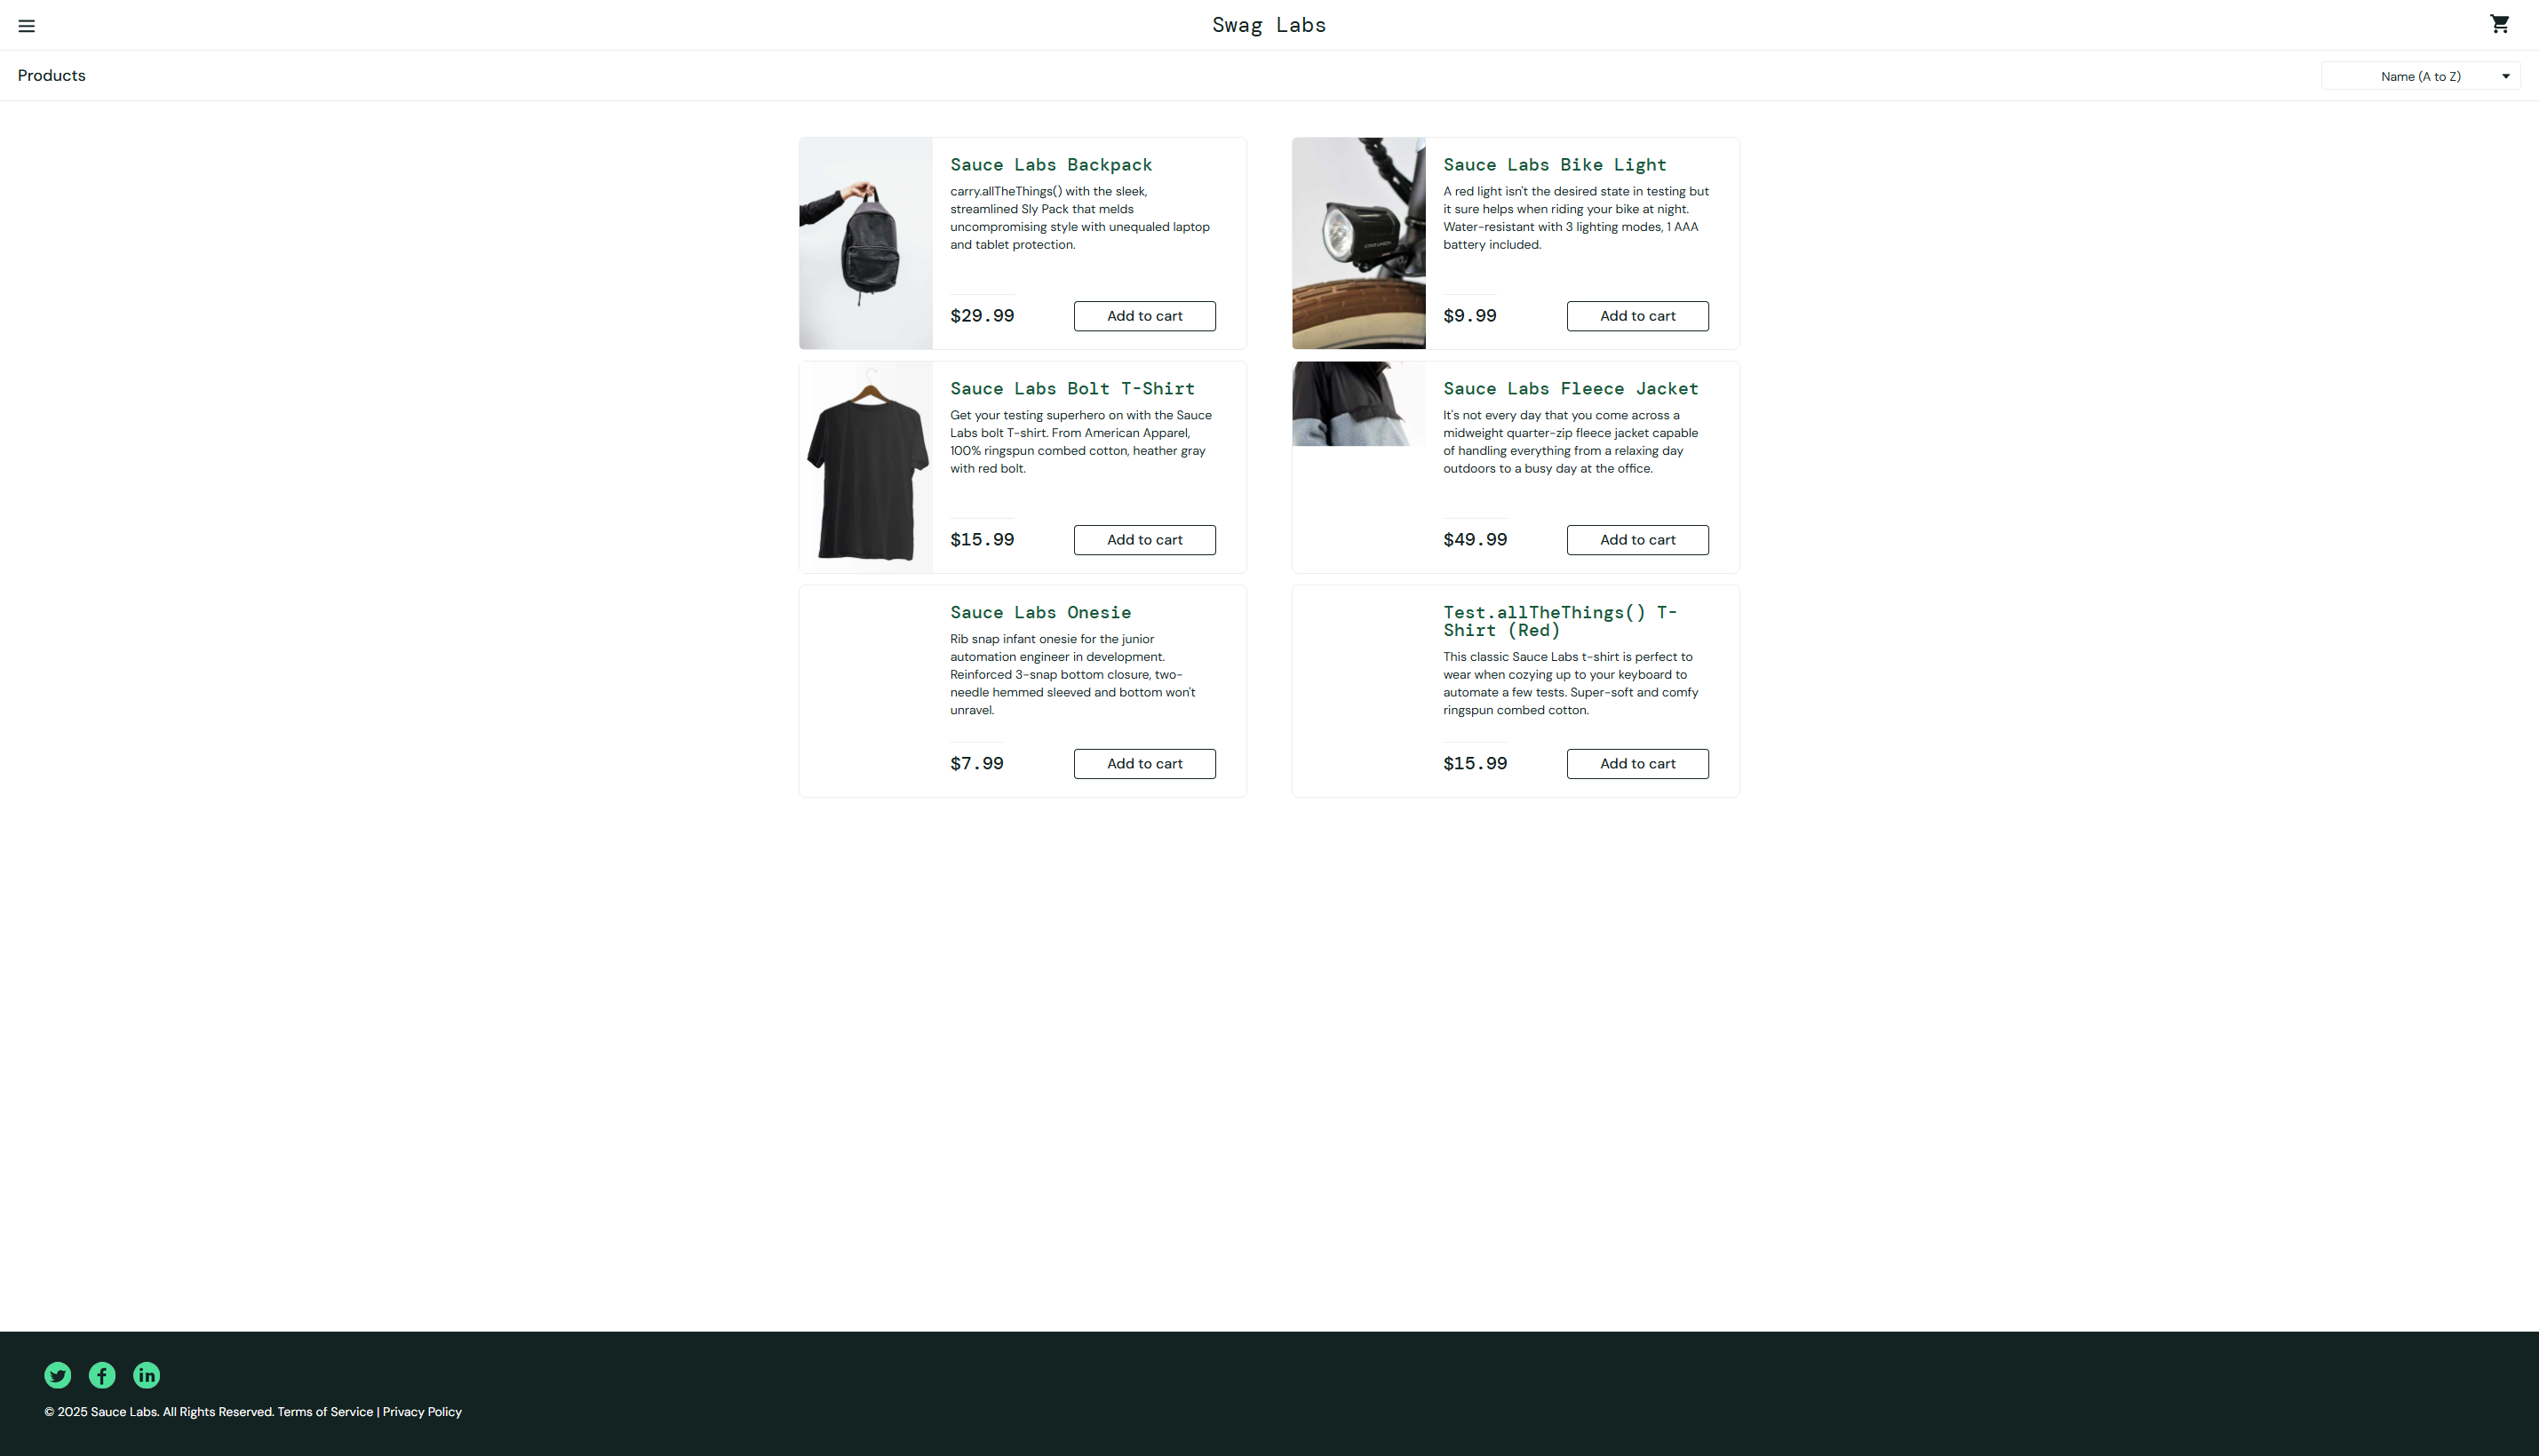 Swag Labs
Products
Name (A to Z)
Sauce Labs Backpack
carry.allTheThings() with the sleek,
streamlined Sly Pack that melds
uncompromising style with unequaled laptop
and tablet protection.
$29.99
Add to cart
Sauce Labs Bike Light
A red light isn't the desired state in testing but
it sure helps when riding your bike at night.
Water-resistant with 3 lighting modes, 1 AAA
battery included.
$9.99
Add to cart
Sauce Labs Bolt T-Shirt
Get your testing superhero on with the Sauce
Labs bolt T-shirt. From American Apparel,
100% ringspun combed cotton, heather gray
with red bolt.
$15.99
Add to cart
Sauce Labs Fleece Jacket
It's not every day that you come across a
midweight quarter-zip fleece jacket capable
of handling everything from a relaxing day
outdoors to a busy day at the office.
$49.99
Add to cart
Sauce Labs Onesie
Rib snap infant onesie for the junior
automation engineer in development.
Reinforced 3-snap bottom closure, two-
needle hemmed sleeved and bottom won't
unravel.
$7.99
Add to cart
Test.allTheThings() T-
Shirt (Red)
This classic Sauce Labs t-shirt is perfect to
wear when cozying up to your keyboard to
automate a few tests. Super-soft and comfy
ringspun combed cotton.
$15.99
Add to cart
© 2025 Sauce Labs. All Rights Reserved. Terms of Service | Privacy Policy